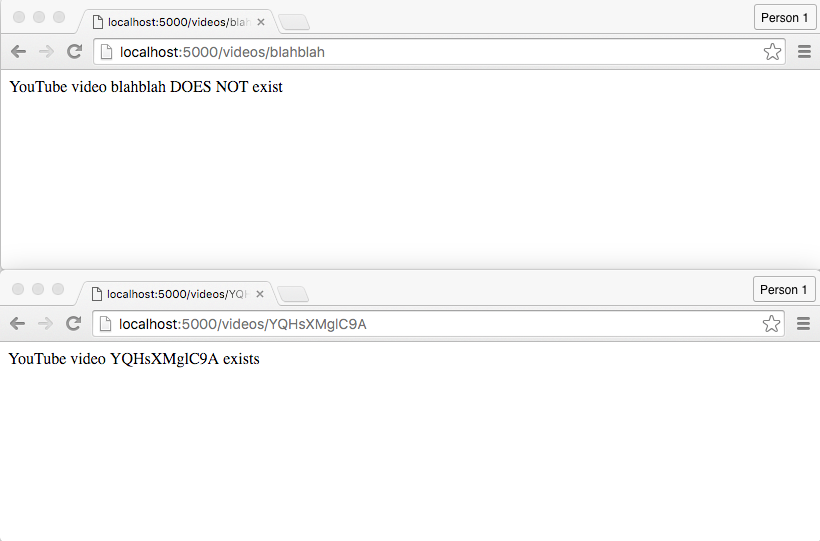 localhost:5000/videos/blah
Person 1
localhost:5000/videos/blahblah
YouTube video blahblah DOES NOT exist
localhost:5000/videos/YQH
Person 1
localhost:5000/videos/YQHsXMglC9A
YouTube video YQHsXMglC9A exists